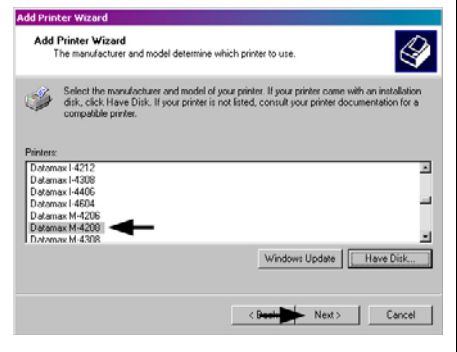 Add Printer Wizard
Add Printer Wizard
The manufacturer and model determine which printer to use.
Select the manufacturer and model of your printer. If your printer came with an installation
disk, click Have Disk. If your printer is not listed, consult your printer documentation for a
compatible printer.
Printers:
Datamax I-4212
Datamax I-4308
Datamax I-4406
Datamax I-4604
Datamax M-4206
Datamax M-4208
Datamax M-4308
Windows Update
Have Disk...
< Back
Next >
Cancel